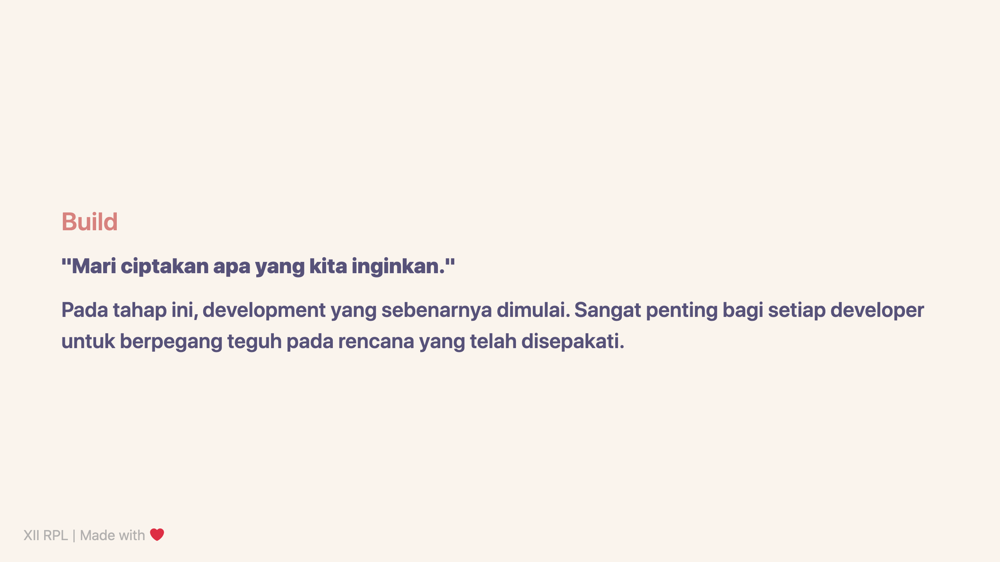 Build
"Mari ciptakan apa yang kita inginkan."
Pada tahap ini, development yang sebenarnya dimulai. Sangat penting bagi setiap developer
untuk berpegang teguh pada rencana yang telah disepakati.
XII RPL | Made with ❤️